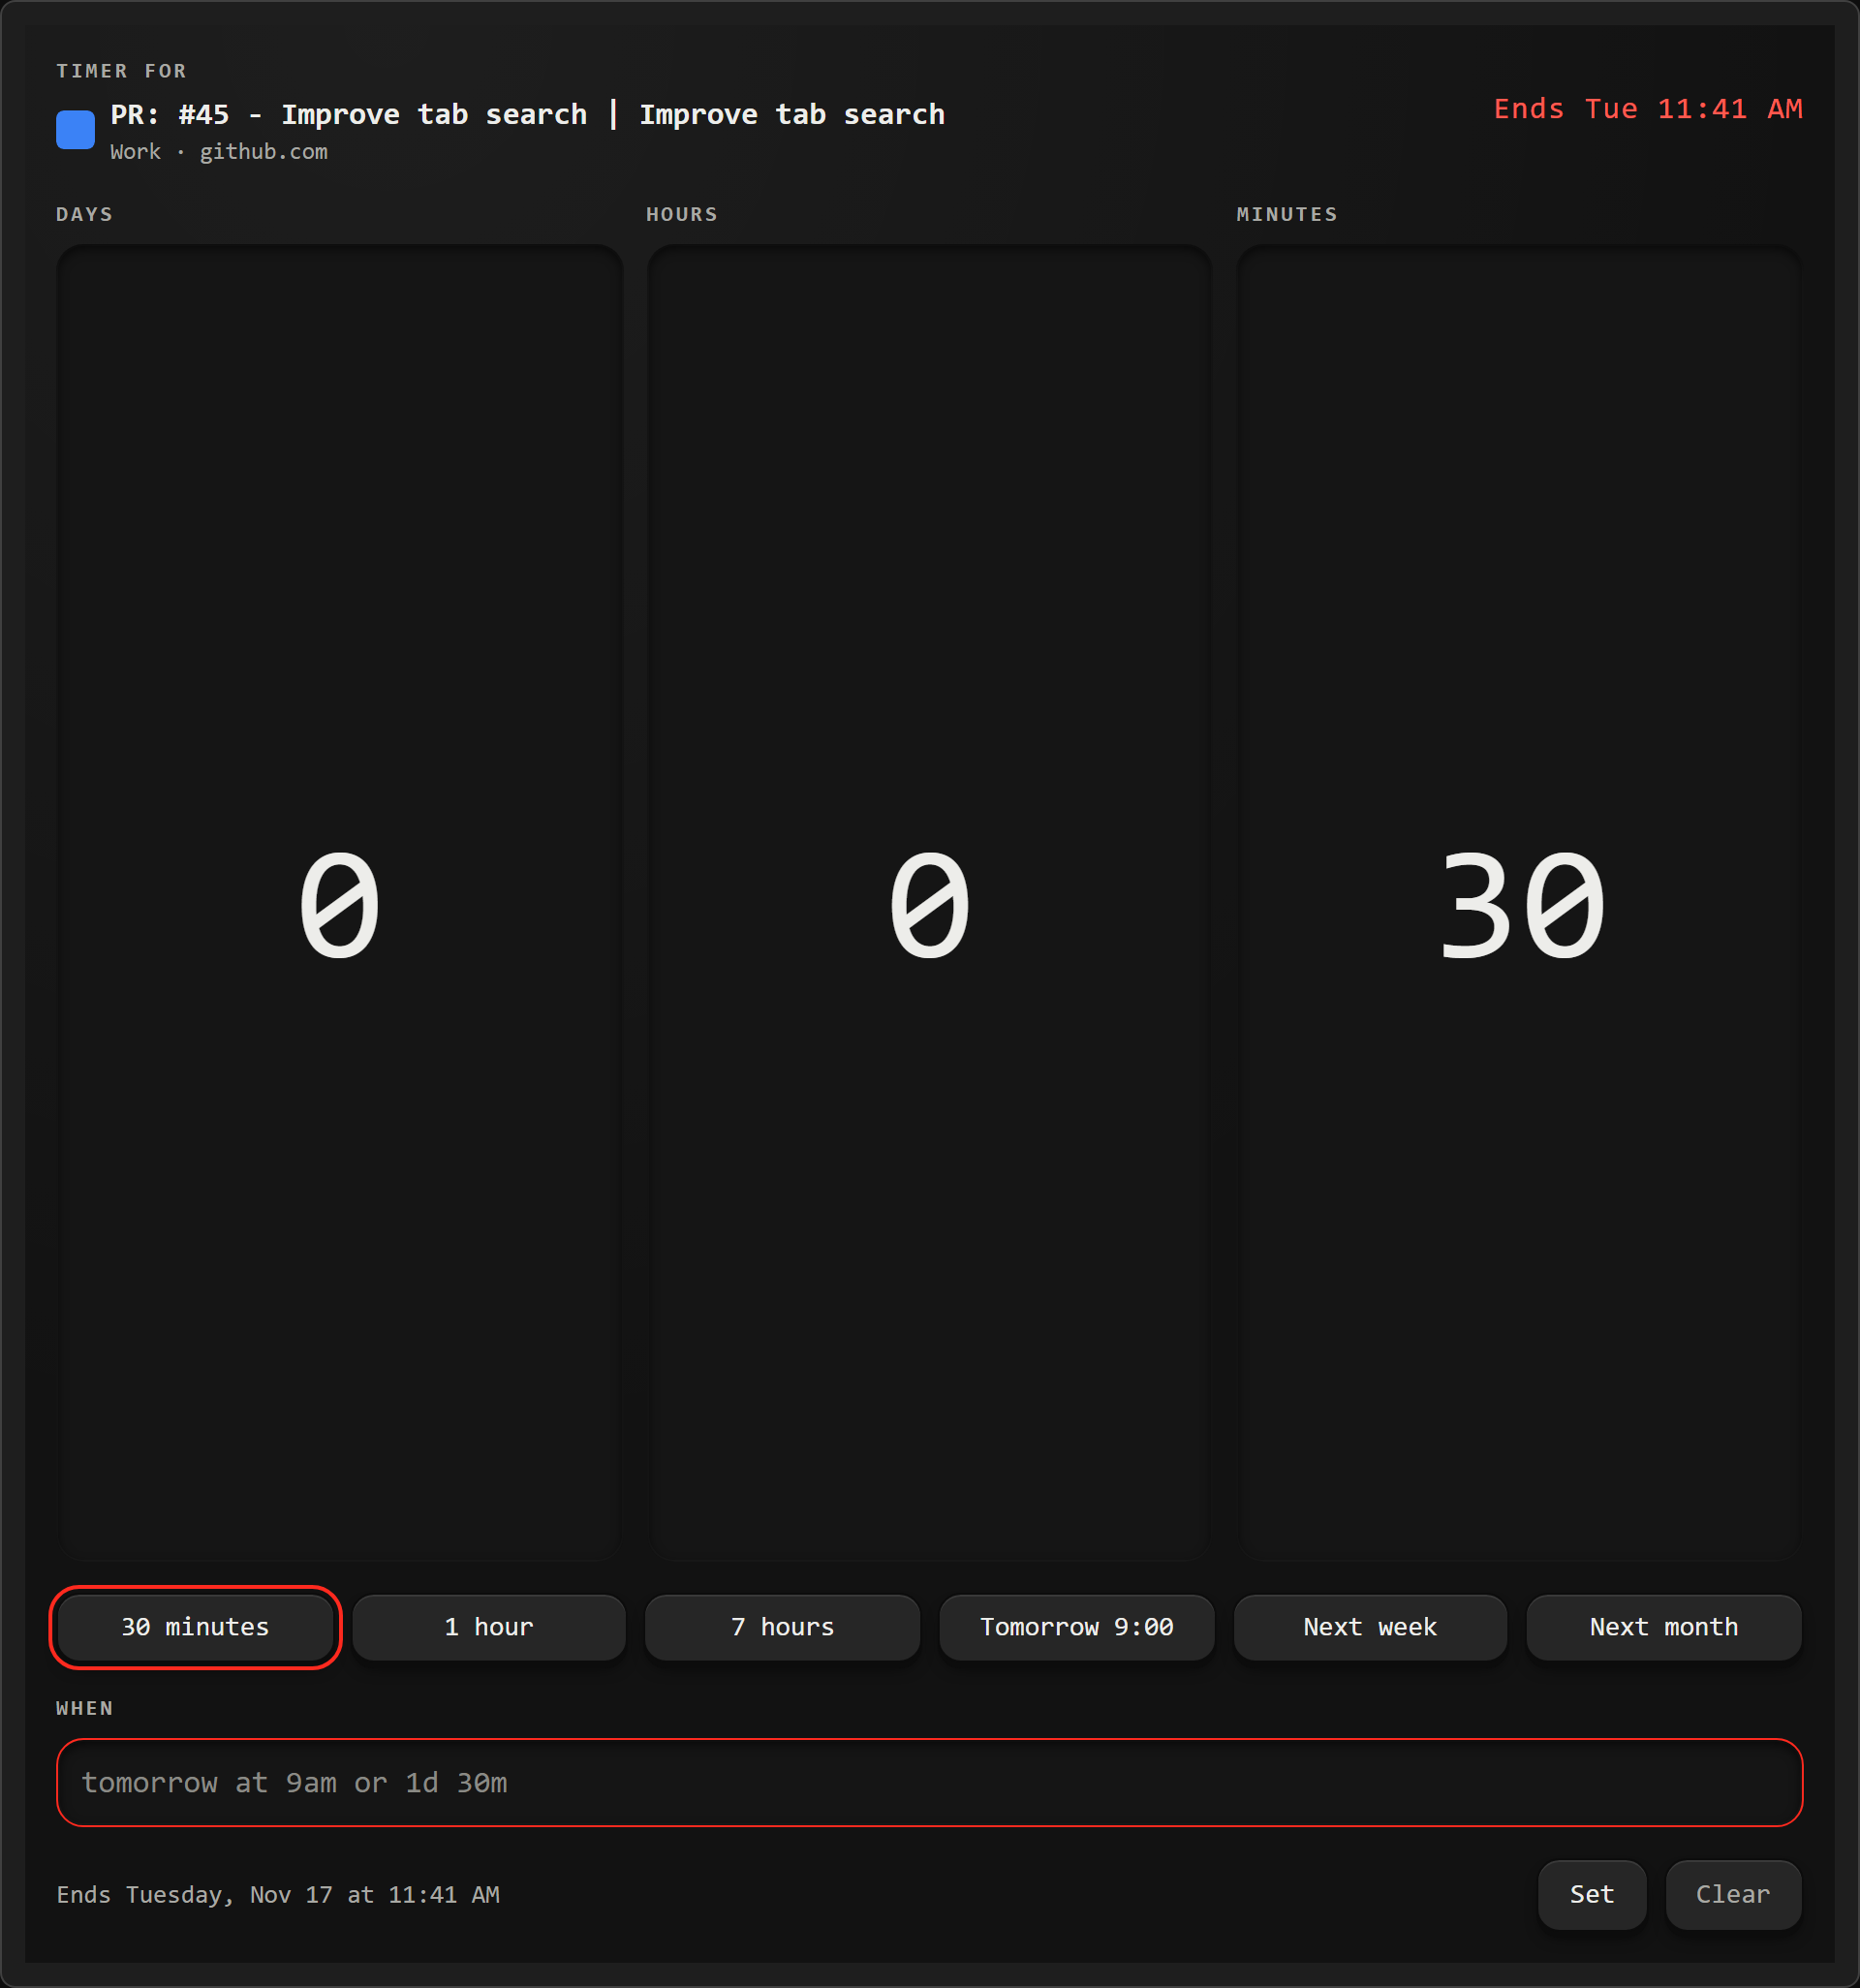 TIMER FOR
PR: #45 - Improve tab search | Improve tab search
Work · github.com
Ends Tue 11:41 AM
DAYS
HOURS
MINUTES
0
0
30
30 minutes
1 hour
7 hours
Tomorrow 9:00
Next week
Next month
WHEN
tomorrow at 9am or 1d 30m
Ends Tuesday, Nov 17 at 11:41 AM
Set
Clear